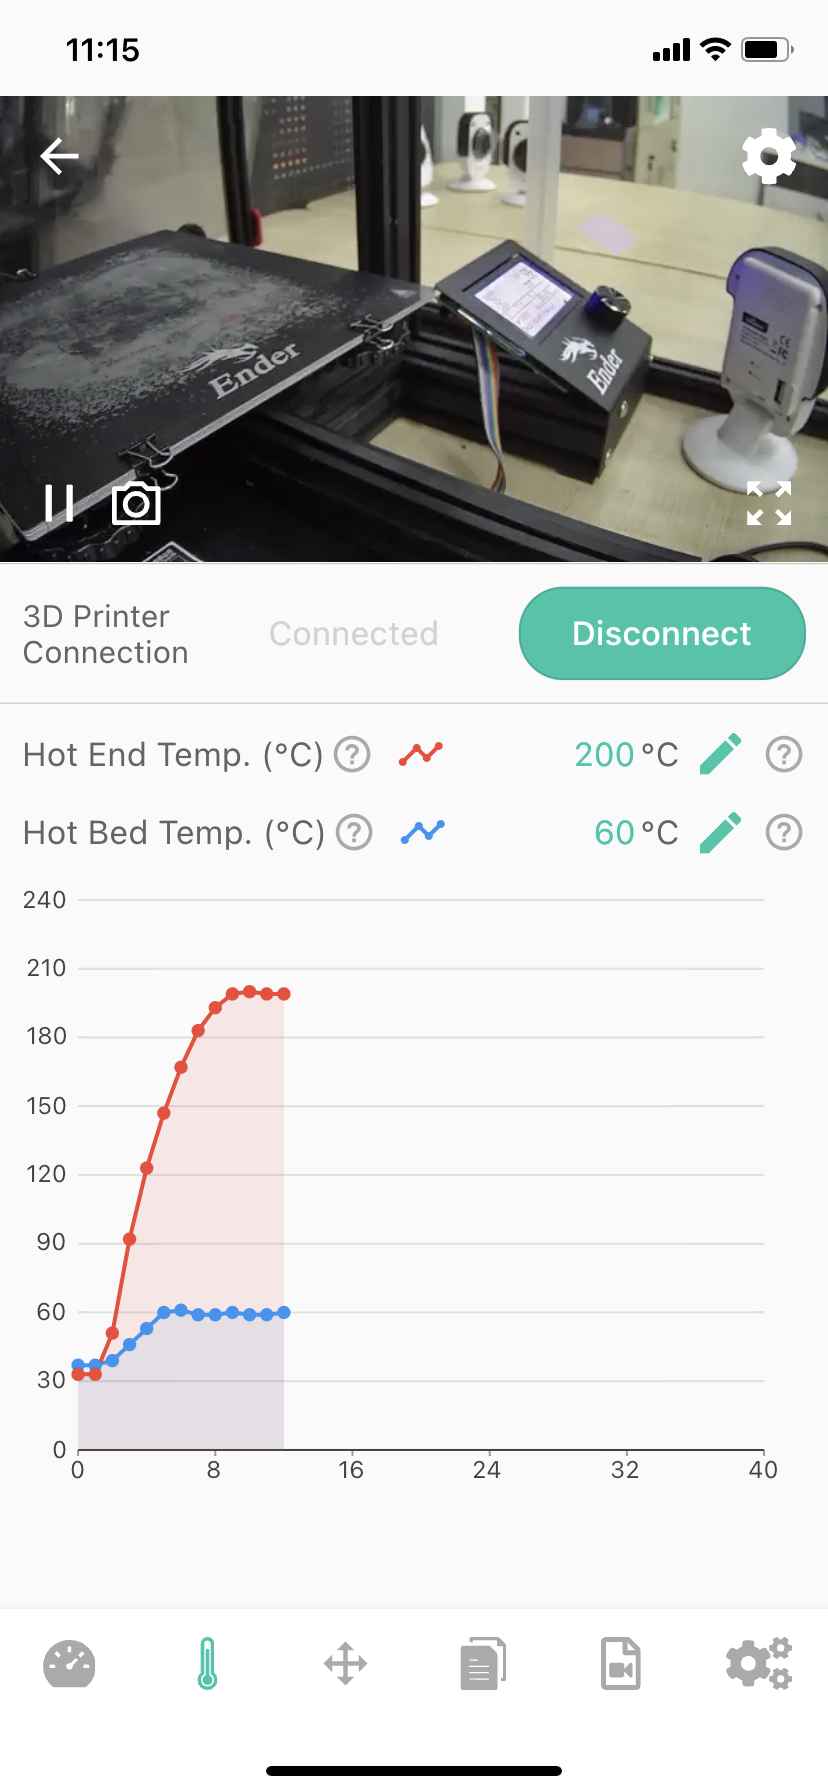 11:15
Ender
Ender
3D Printer
Connection
Connected
Disconnect
Hot End Temp. (°C)
200 °C
Hot Bed Temp. (°C)
60 °C
240
210
180
150
120
90
60
30
0
0 8 16 24 32 40